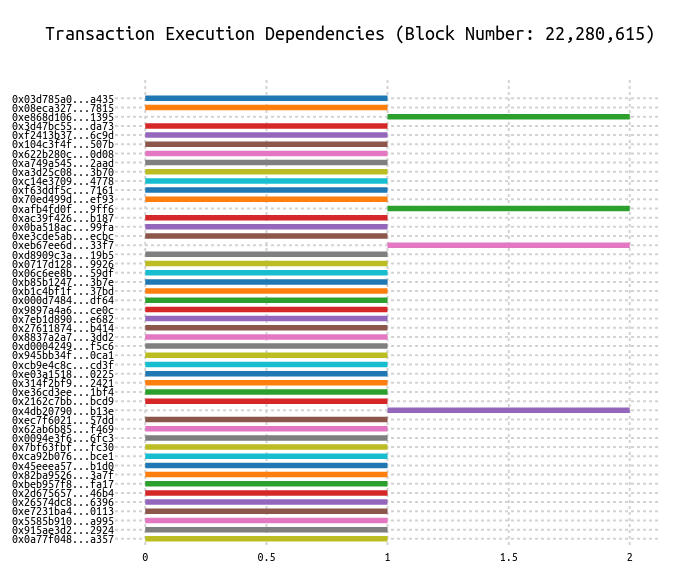 Transaction Execution Dependencies (Block Number: 22,280,615)
0x03d785a0...a435
0x08eca327...7815
0xe868d106...1395
0x3d47bc55...da73
0xf2413b37...6c9d
0x104c3f4f...507b
0x622b280c...0d08
0xa749a545...2aad
0xa3d25c08...3b70
0xc14e3709...4778
0xf63ddf5c...7161
0x70ed499d...ef93
0xafb4fd0f...9ff6
0xac39f426...b187
0x0ba518ac...99fa
0xe3cde5ab...ecbc
0xeb67ee6d...33f7
0xd8909c3a...19b5
0x0717d128...9926
0x06c6ee8b...59df
0xb85b1247...3b7e
0xb1c4bf1f...37bd
0x000d7484...df64
0x9897a4a6...ce0c
0x7eb1d890...e682
0x27611874...b414
0x8837a2a7...3dd2
0xd0004249...f5c6
0x945bb34f...0ca1
0xcb9e4c8c...cd3f
0xe03a1518...0225
0x314f2bf9...2421
0xe36cd3ee...1bf4
0x2162c7bb...bcd9
0x4db20790...b13e
0xec7f6021...57dd
0x62ab6b85...f469
0x0094e3f6...6fc3
0x7bf63fbf...fc30
0xca92b076...bce1
0x45eeea57...b1d0
0x82ba9526...3a7f
0xbeb957f8...fa17
0x2d675657...46b4
0x26574dc8...6396
0xe7231ba4...0113
0x5585b910...a995
0x915ae3d2...2924
0x0a77f048...a357
0 0.5 1 1.5 2